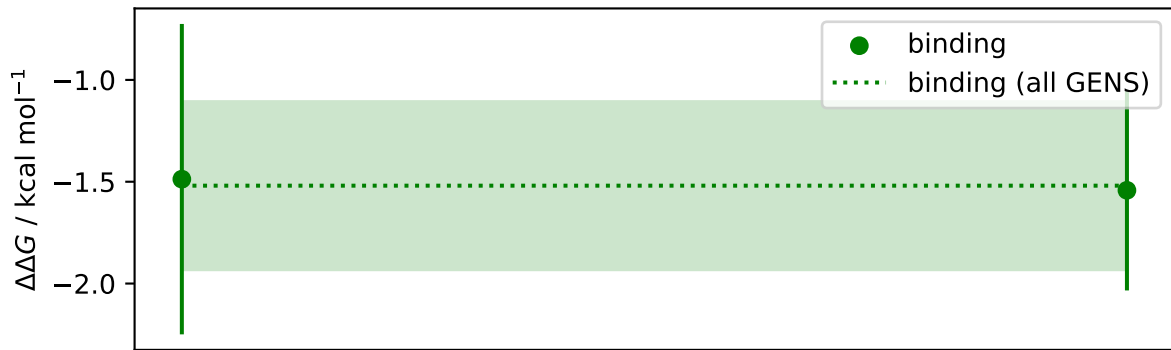 ΔΔG / kcal mol⁻¹
−1.0
−1.5
−2.0
binding
binding (all GENS)